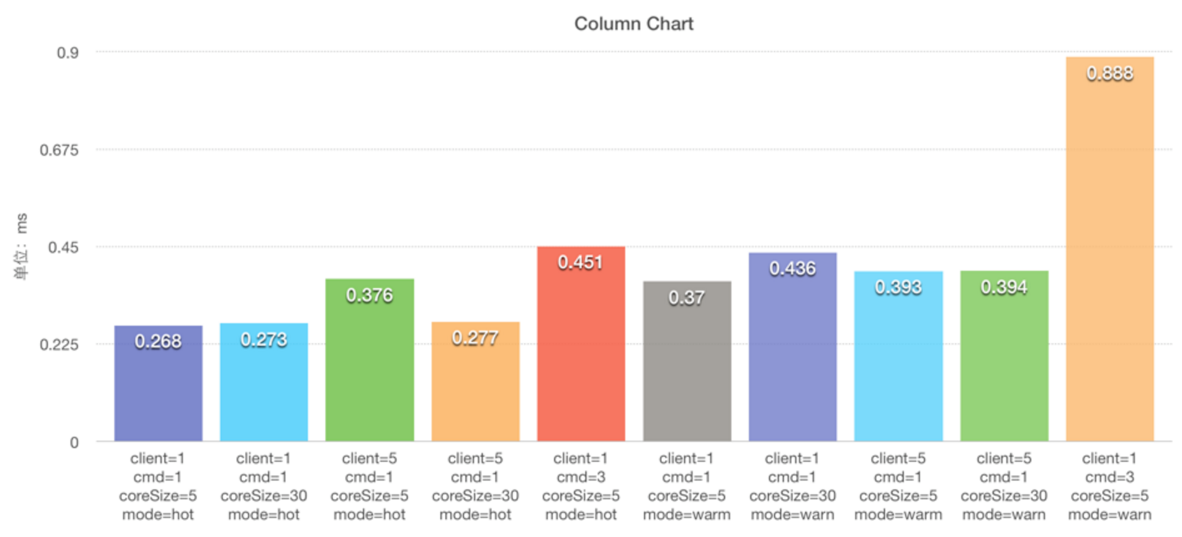 Column Chart
0.9
0.675
0.45
0.225
0
单位：ms
0.268
0.273
0.376
0.277
0.451
0.37
0.436
0.393
0.394
0.888
client=1
cmd=1
coreSize=5
mode=hot
client=1
cmd=1
coreSize=30
mode=hot
client=5
cmd=1
coreSize=5
mode=hot
client=5
cmd=1
coreSize=30
mode=hot
client=1
cmd=3
coreSize=5
mode=hot
client=1
cmd=1
coreSize=5
mode=warm
client=1
cmd=1
coreSize=30
mode=warn
client=5
cmd=1
coreSize=5
mode=warm
client=5
cmd=1
coreSize=30
mode=warn
client=1
cmd=3
coreSize=5
mode=warn